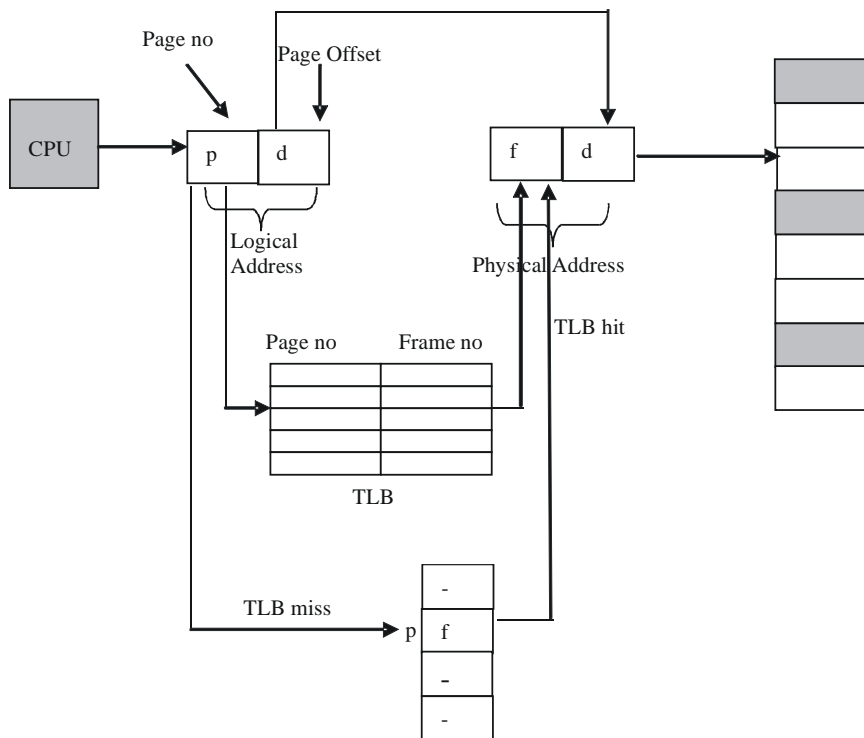 Page no
Page Offset
CPU
p
d
f
d
Logical
Address
Physical Address
TLB hit
Page no
Frame no
TLB
-
TLB miss
p
f
-
-